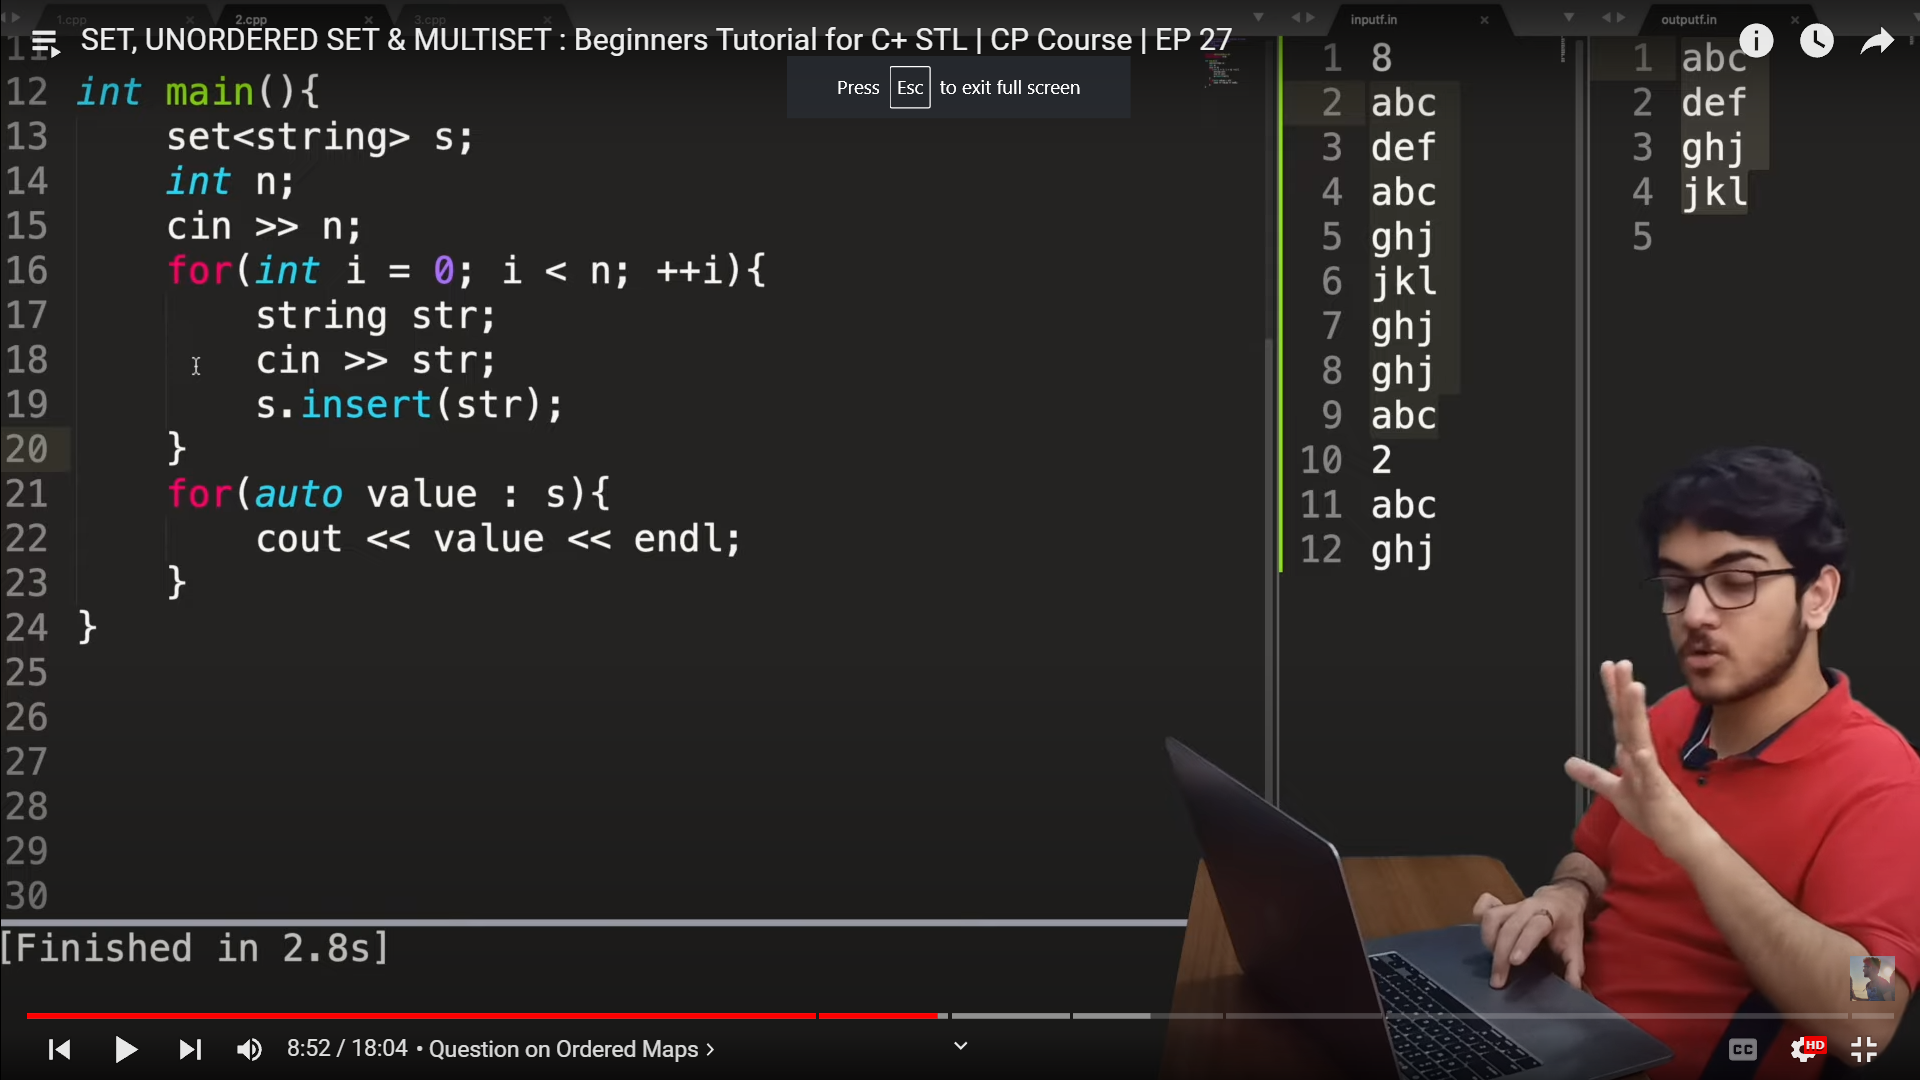 1.cpp
2.cpp
3.cpp
inputf.in
outputf.in
SET, UNORDERED SET & MULTISET : Beginners Tutorial for C+ STL | CP Course | EP 27
Press Esc to exit full screen
11
12 int main(){
13 set<string> s;
14 int n;
15 cin >> n;
16 for(int i = 0; i < n; ++i){
17 string str;
18 cin >> str;
19 s.insert(str);
20 }
21 for(auto value : s){
22 cout << value << endl;
23 }
24 }
25
26
27
28
29
30
1 8
2 abc
3 def
4 abc
5 ghj
6 jkl
7 ghj
8 ghj
9 abc
10 2
11 abc
12 ghj
1 abc
2 def
3 ghj
4 jkl
5
[Finished in 2.8s]
8:52 / 18:04 • Question on Ordered Maps ›
CC
HD